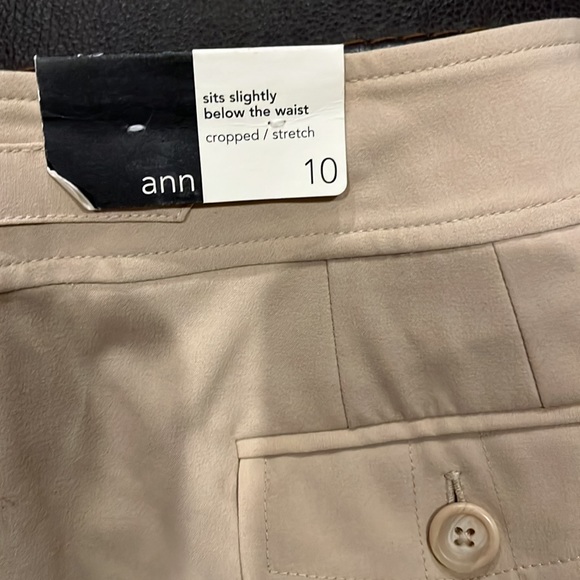 ann
sits slightly
below the waist
cropped / stretch
10